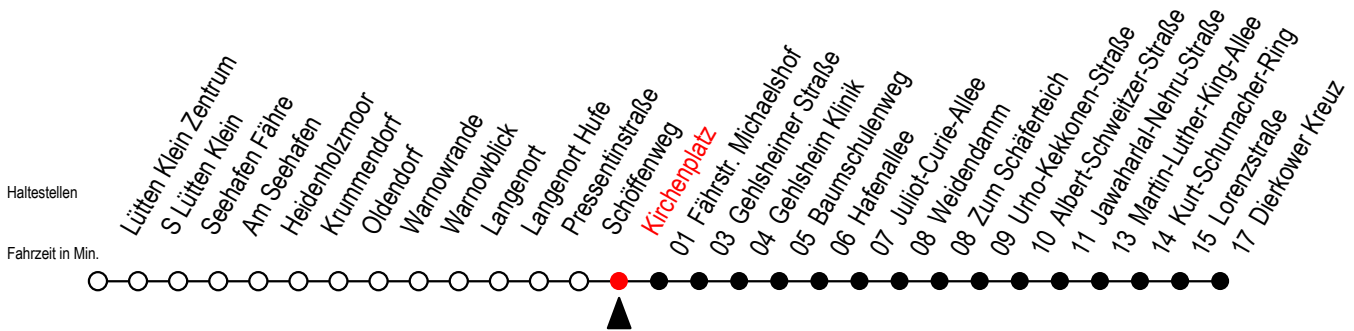 Haltestellen
Fahrzeit in Min.
Lütten Klein Zentrum
S Lütten Klein
Seehafen Fähre
Am Seehafen
Heidenholzmoor
Krummendorf
Oldendorf
Warnowrande
Warnowblick
Langenort
Langenort Hufe
Pressentinstraße
Schöffenweg
Kirchenplatz
01 Fährstr. Michaelshof
03 Gehlsheimer Straße
04 Gehlsheim Klinik
05 Baumschulenweg
06 Hafenallee
07 Juliot-Curie-Allee
08 Weidendamm
08 Zum Schäferteich
09 Urho-Kekkonen-Straße
10 Albert-Schweitzer-Straße
11 Jawaharlal-Nehru-Straße
13 Martin-Luther-King-Allee
14 Kurt-Schumacher-Ring
15 Lorenzstraße
17 Dierkower Kreuz